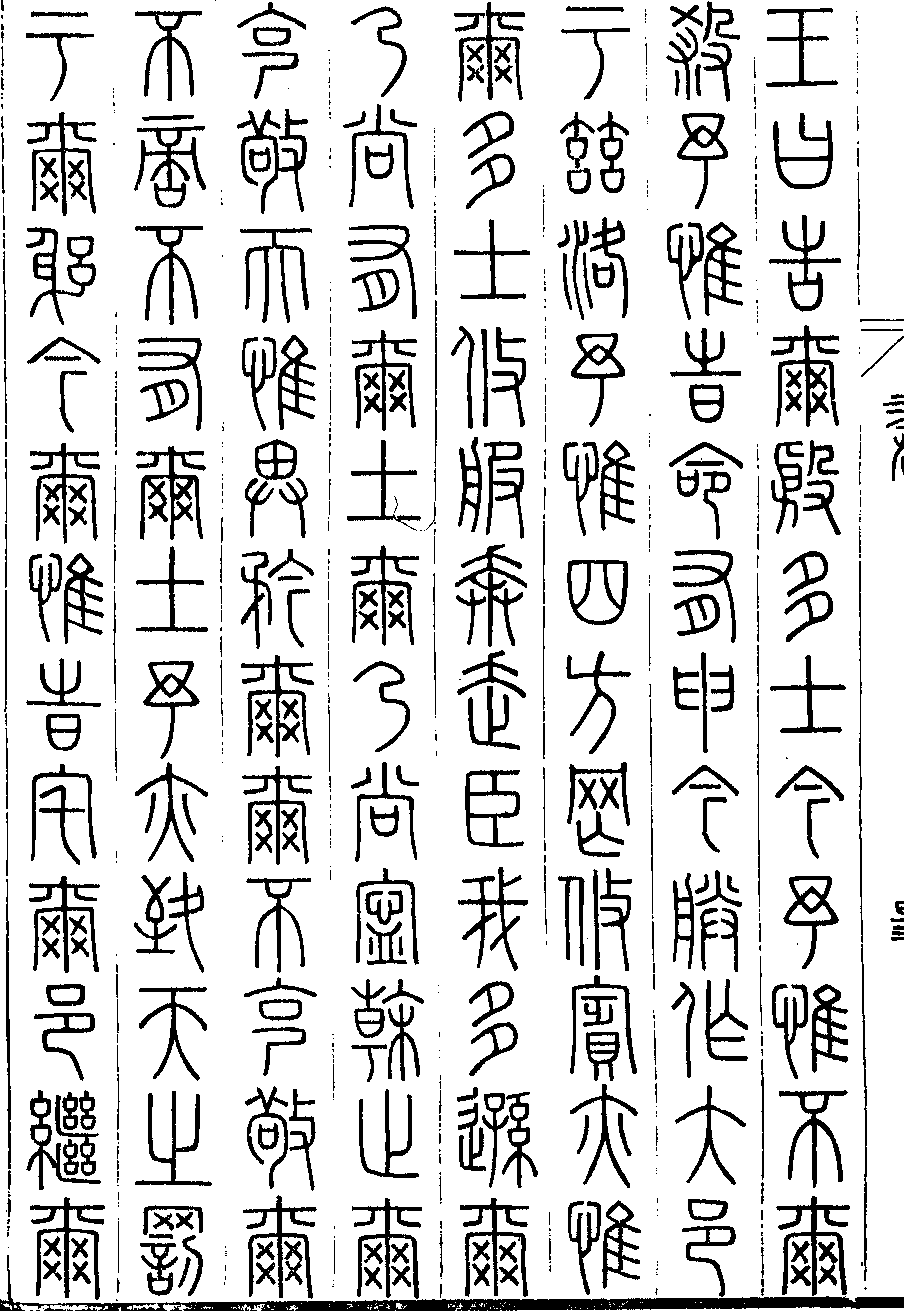 王曰告爾殷多士今予惟不爾
殺予惟時命有申今朕作大邑
于茲洛予惟四方罔攸賓亦惟
爾多士攸服奔走臣我多遜爾
乃尚有爾土爾乃尚寧幹止爾
克敬天惟畀矜爾爾不克敬爾
不啻不有爾土予亦致天之罰
于爾躬今爾惟時宅爾邑繼爾